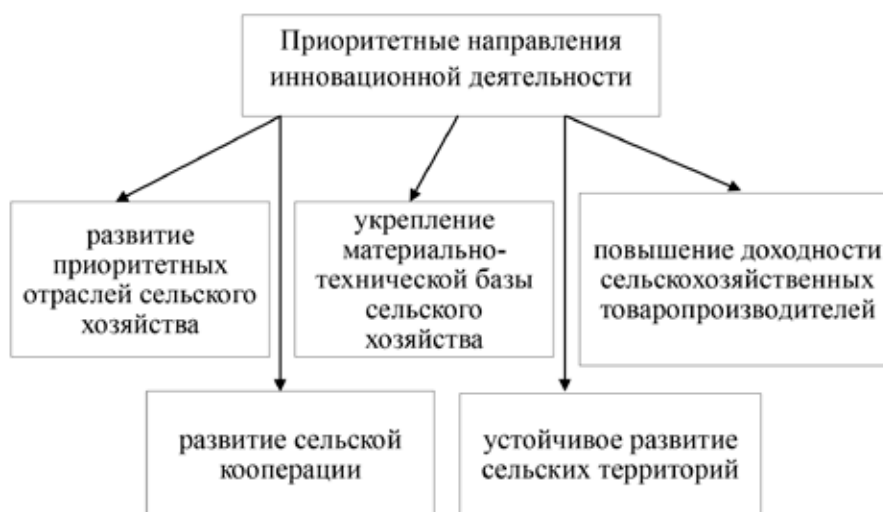 Приоритетные направления
инновационной деятельности
развитие
приоритетных
отраслей сельского
хозяйства
укрепление
материально-
технической базы
сельского
хозяйства
повышение доходности
сельскохозяйственных
товаропроизводителей
развитие сельской
кооперации
устойчивое развитие
сельских территорий